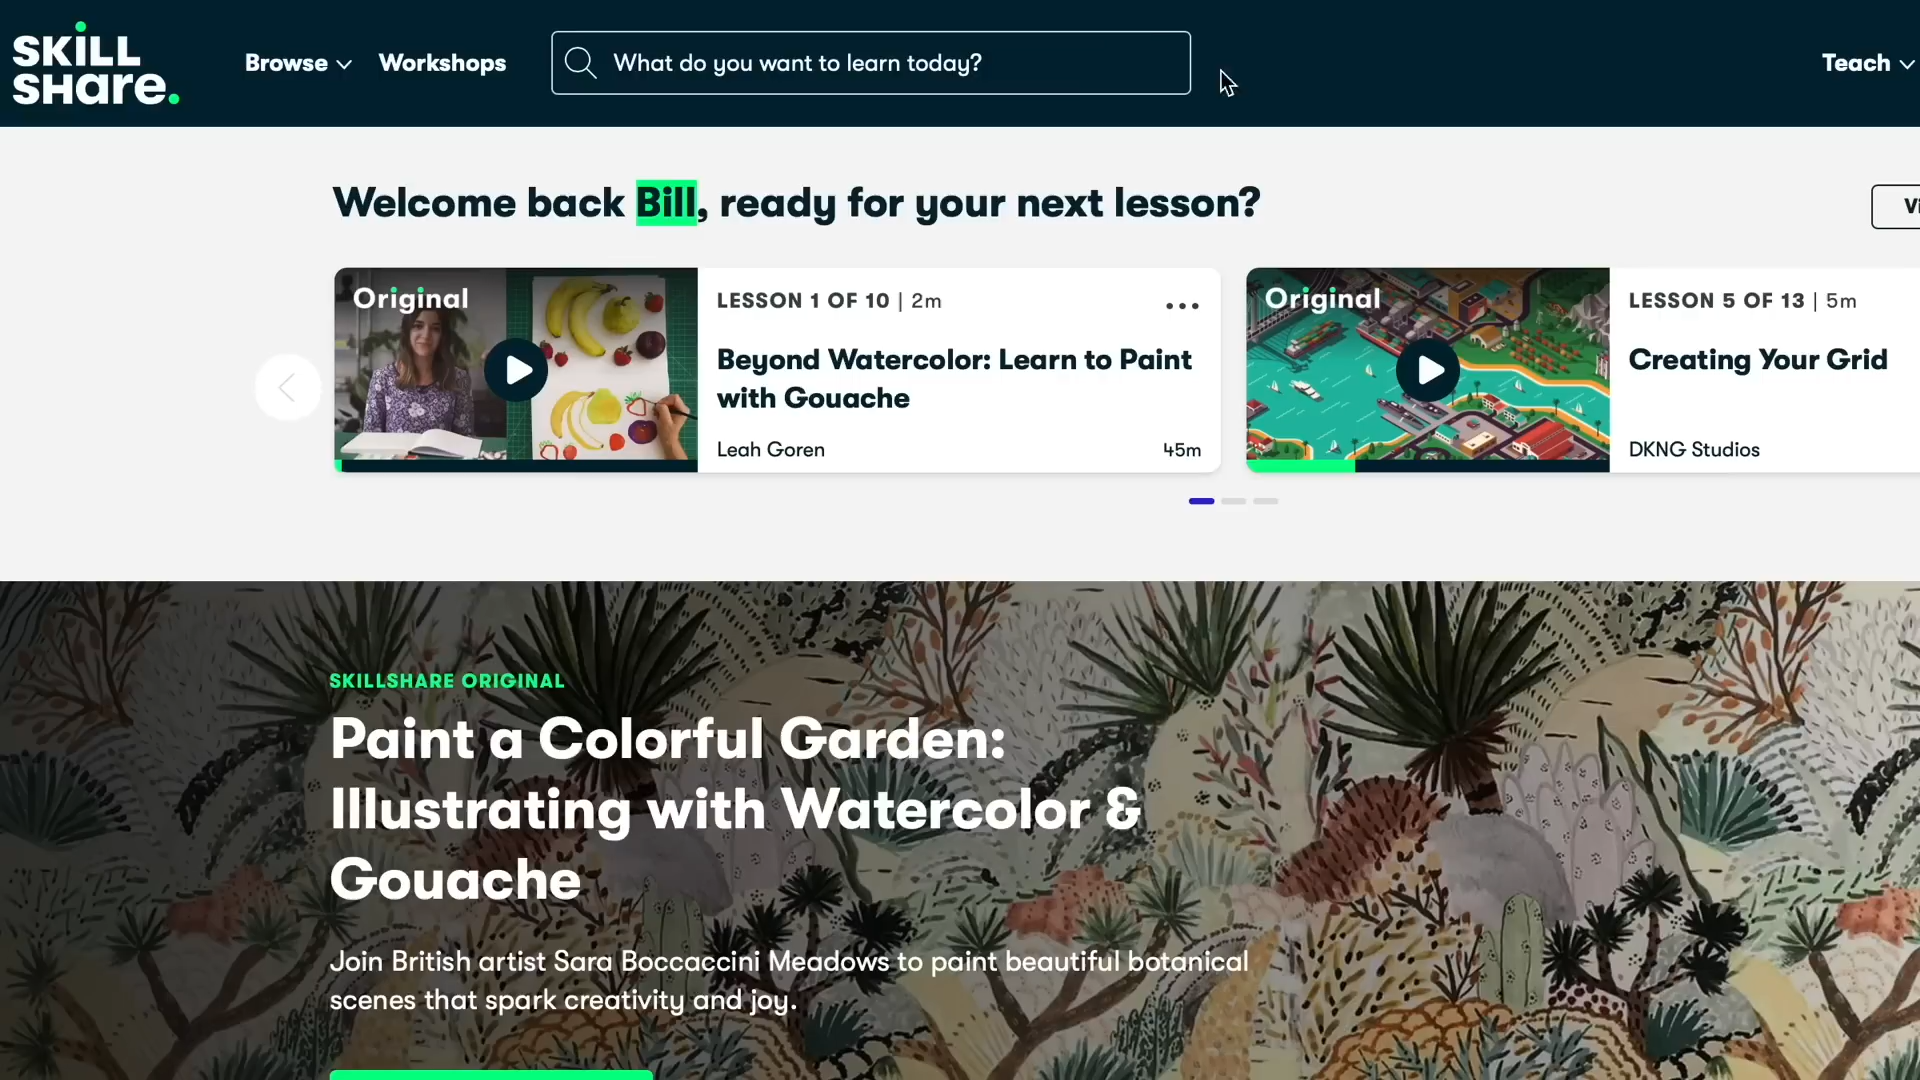 SKILL
SHare.
Browse
Workshops
What do you want to learn today?
Teach
Welcome back Bill, ready for your next lesson?
Original
LESSON 1 OF 10 | 2m
Beyond Watercolor: Learn to Paint
with Gouache
Leah Goren
45m
Original
LESSON 5 OF 13 | 5m
Creating Your Grid
DKNG Studios
SKILLSHARE ORIGINAL
Paint a Colorful Garden:
Illustrating with Watercolor &
Gouache
Join British artist Sara Boccaccini Meadows to paint beautiful botanical
scenes that spark creativity and joy.